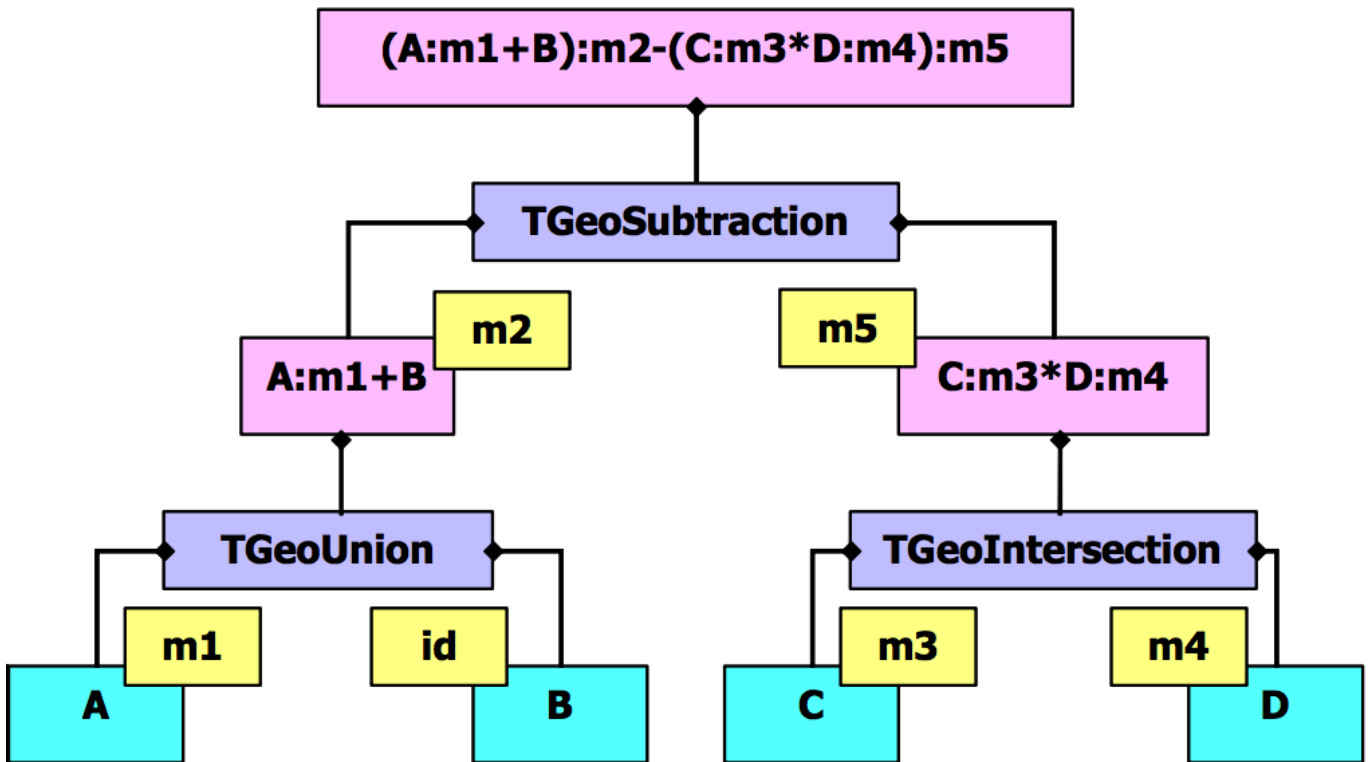 (A:m1+B):m2-(C:m3*D:m4):m5
TGeoSubtraction
m2
m5
A:m1+B
C:m3*D:m4
TGeoUnion
TGeoIntersection
m1
id
m3
m4
A
B
C
D